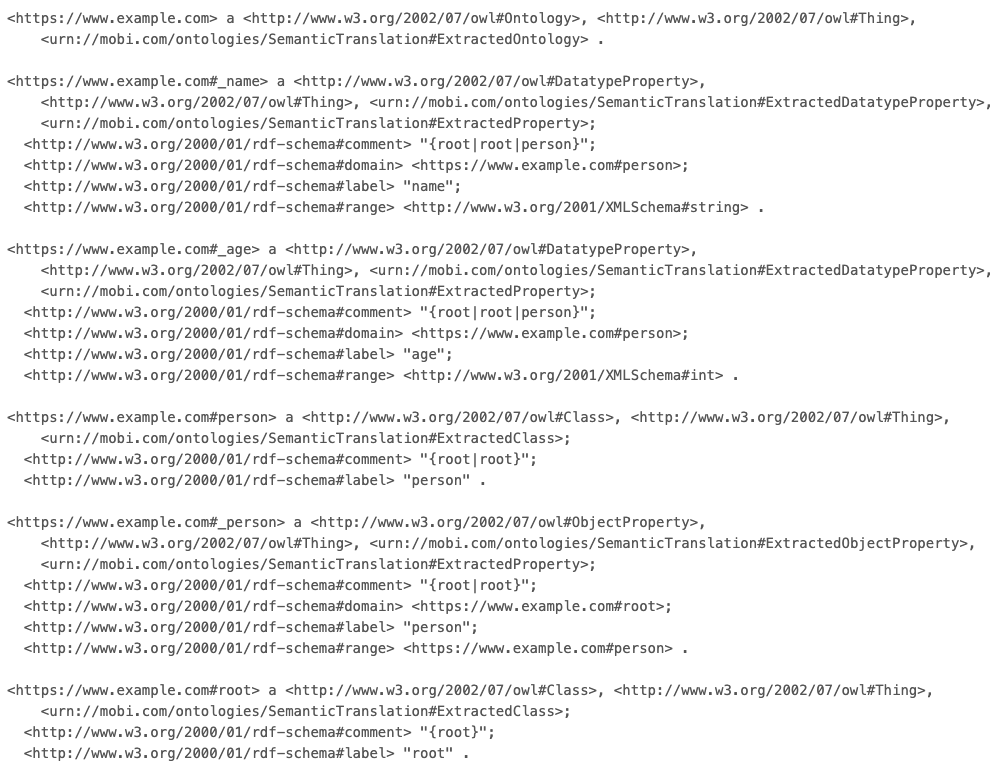 <https://www.example.com> a <http://www.w3.org/2002/07/owl#Ontology>, <http://www.w3.org/2002/07/owl#Thing>,
    <urn://mobi.com/ontologies/SemanticTranslation#ExtractedOntology> .

<https://www.example.com#_name> a <http://www.w3.org/2002/07/owl#DatatypeProperty>,
    <http://www.w3.org/2002/07/owl#Thing>, <urn://mobi.com/ontologies/SemanticTranslation#ExtractedDatatypeProperty>,
    <urn://mobi.com/ontologies/SemanticTranslation#ExtractedProperty>;
  <http://www.w3.org/2000/01/rdf-schema#comment> "{root|root|person}";
  <http://www.w3.org/2000/01/rdf-schema#domain> <https://www.example.com#person>;
  <http://www.w3.org/2000/01/rdf-schema#label> "name";
  <http://www.w3.org/2000/01/rdf-schema#range> <http://www.w3.org/2001/XMLSchema#string> .

<https://www.example.com#_age> a <http://www.w3.org/2002/07/owl#DatatypeProperty>,
    <http://www.w3.org/2002/07/owl#Thing>, <urn://mobi.com/ontologies/SemanticTranslation#ExtractedDatatypeProperty>,
    <urn://mobi.com/ontologies/SemanticTranslation#ExtractedProperty>;
  <http://www.w3.org/2000/01/rdf-schema#comment> "{root|root|person}";
  <http://www.w3.org/2000/01/rdf-schema#domain> <https://www.example.com#person>;
  <http://www.w3.org/2000/01/rdf-schema#label> "age";
  <http://www.w3.org/2000/01/rdf-schema#range> <http://www.w3.org/2001/XMLSchema#int> .

<https://www.example.com#person> a <http://www.w3.org/2002/07/owl#Class>, <http://www.w3.org/2002/07/owl#Thing>,
    <urn://mobi.com/ontologies/SemanticTranslation#ExtractedClass>;
  <http://www.w3.org/2000/01/rdf-schema#comment> "{root|root}";
  <http://www.w3.org/2000/01/rdf-schema#label> "person" .

<https://www.example.com#_person> a <http://www.w3.org/2002/07/owl#ObjectProperty>,
    <http://www.w3.org/2002/07/owl#Thing>, <urn://mobi.com/ontologies/SemanticTranslation#ExtractedObjectProperty>,
    <urn://mobi.com/ontologies/SemanticTranslation#ExtractedProperty>;
  <http://www.w3.org/2000/01/rdf-schema#comment> "{root|root}";
  <http://www.w3.org/2000/01/rdf-schema#domain> <https://www.example.com#root>;
  <http://www.w3.org/2000/01/rdf-schema#label> "person";
  <http://www.w3.org/2000/01/rdf-schema#range> <https://www.example.com#person> .

<https://www.example.com#root> a <http://www.w3.org/2002/07/owl#Class>, <http://www.w3.org/2002/07/owl#Thing>,
    <urn://mobi.com/ontologies/SemanticTranslation#ExtractedClass>;
  <http://www.w3.org/2000/01/rdf-schema#comment> "{root}";
  <http://www.w3.org/2000/01/rdf-schema#label> "root" .